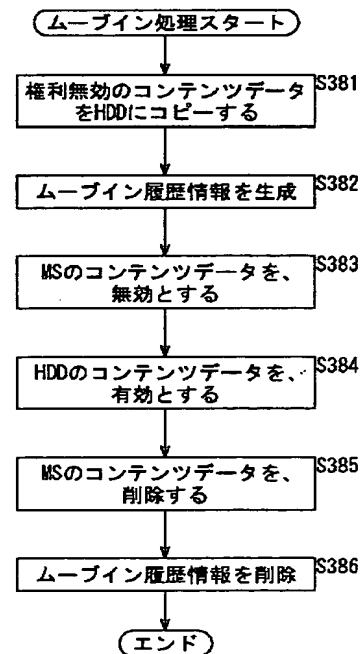 ムーブイン処理スタート
権利無効のコンテンツデータ
をHDDにコピーする
S381
ムーブイン履歴情報を生成
S382
MSのコンテンツデータを、
無効とする
S383
HDDのコンテンツデータを、
有効とする
S384
MSのコンテンツデータを、
削除する
S385
ムーブイン履歴情報を削除
S386
エンド